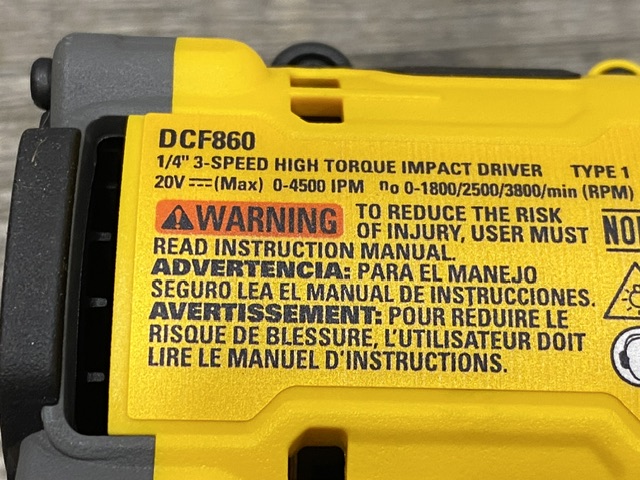 DCF860
1/4" 3-SPEED HIGH TORQUE IMPACT DRIVER TYPE 1
20V ⎓ (Max) 0-4500 IPM no 0-1800/2500/3800/min (RPM)
⚠WARNING TO REDUCE THE RISK
OF INJURY, USER MUST
READ INSTRUCTION MANUAL.
ADVERTENCIA: PARA EL MANEJO
SEGURO LEA EL MANUAL DE INSTRUCCIONES.
AVERTISSEMENT: POUR RÉDUIRE LE
RISQUE DE BLESSURE, L'UTILISATEUR DOIT
LIRE LE MANUEL D'INSTRUCTIONS.